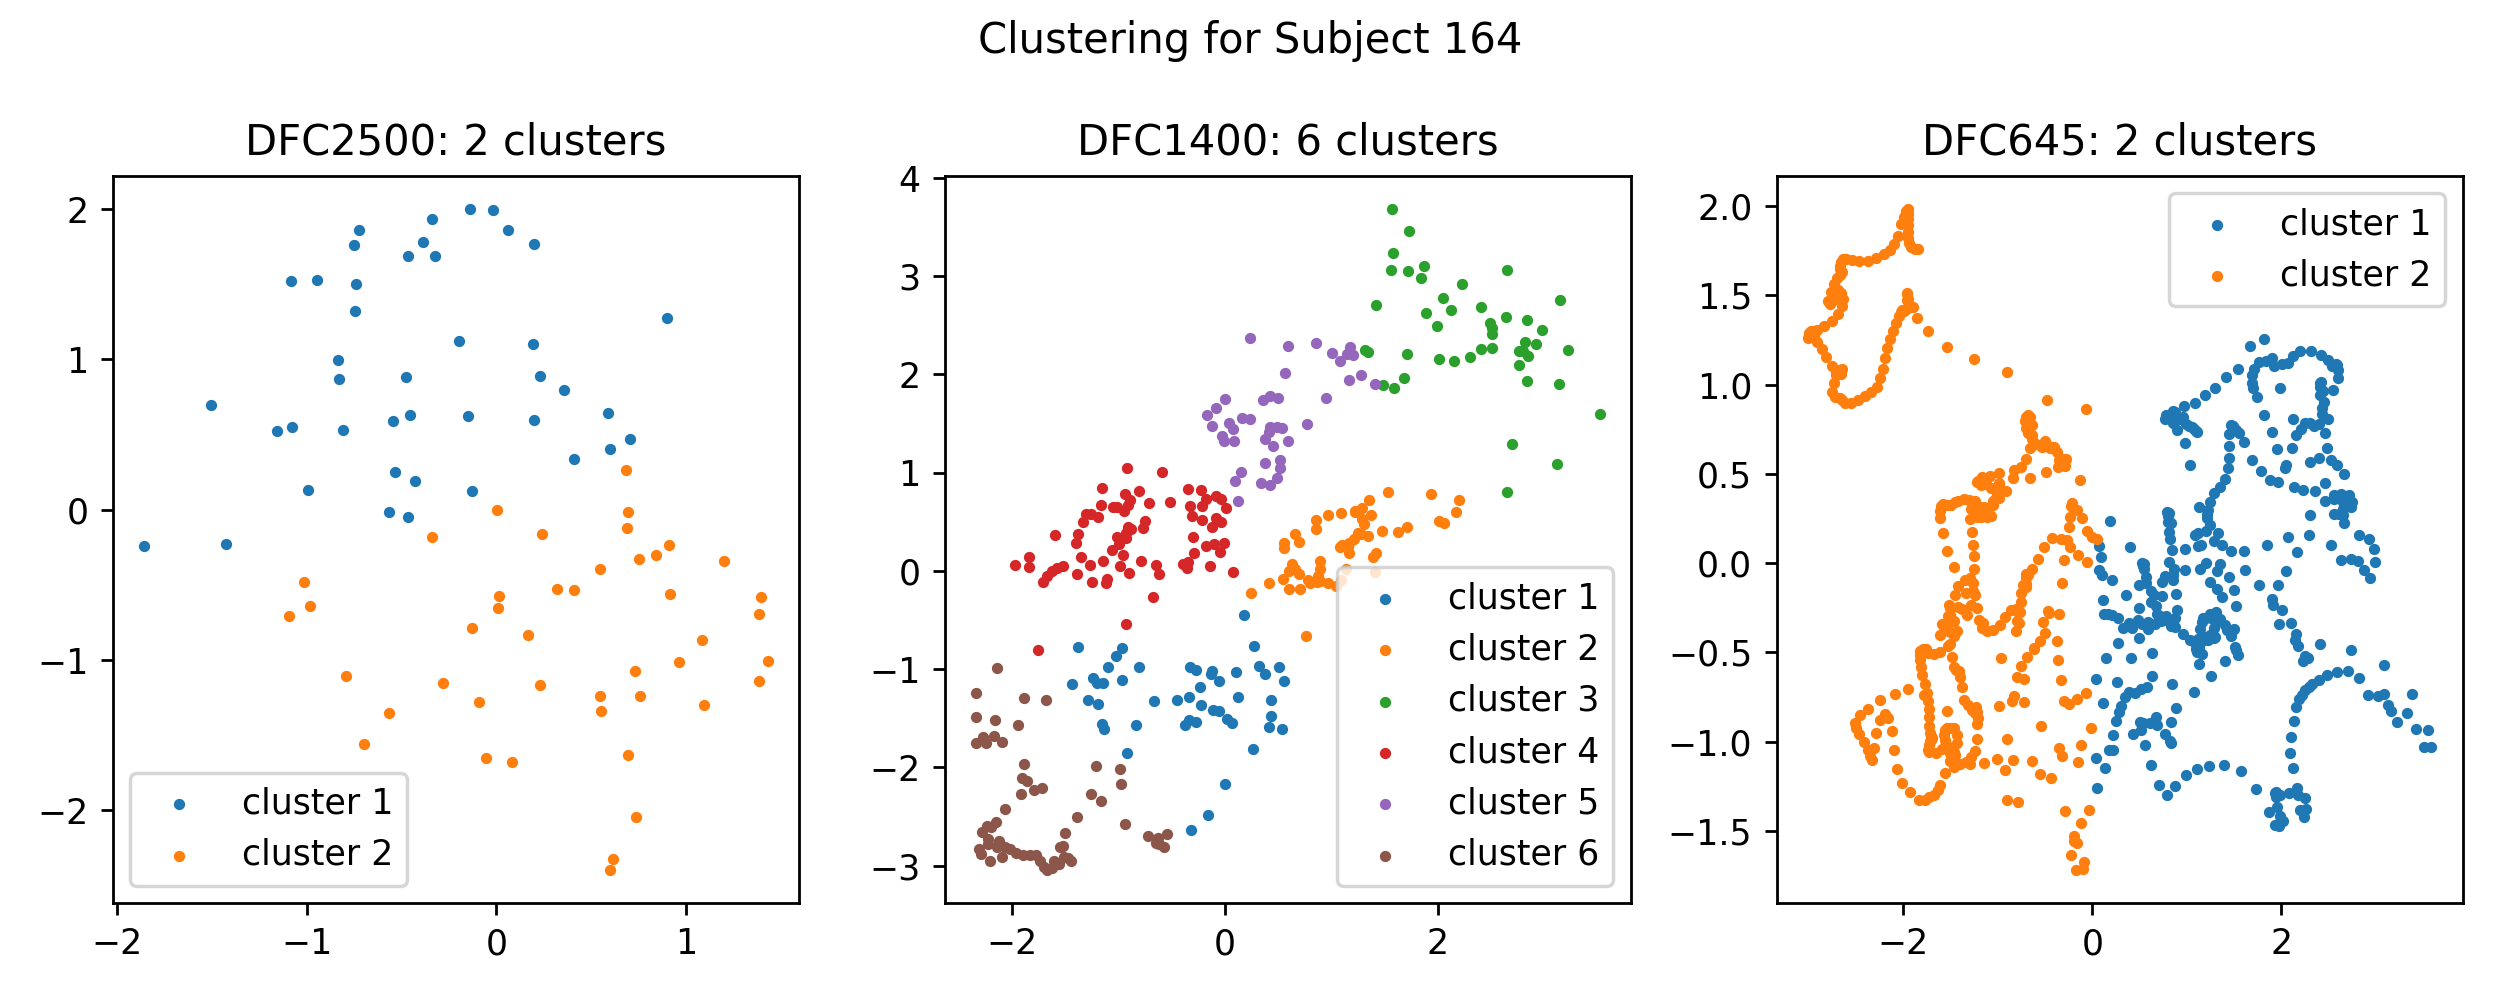 Clustering for Subject 164
DFC2500: 2 clusters
2
1
0
−1
−2
−2
−1
0
1
cluster 1
cluster 2
DFC1400: 6 clusters
4
3
2
1
0
−1
−2
−3
−2
0
2
cluster 1
cluster 2
cluster 3
cluster 4
cluster 5
cluster 6
DFC645: 2 clusters
2.0
1.5
1.0
0.5
0.0
−0.5
−1.0
−1.5
−2
0
2
cluster 1
cluster 2